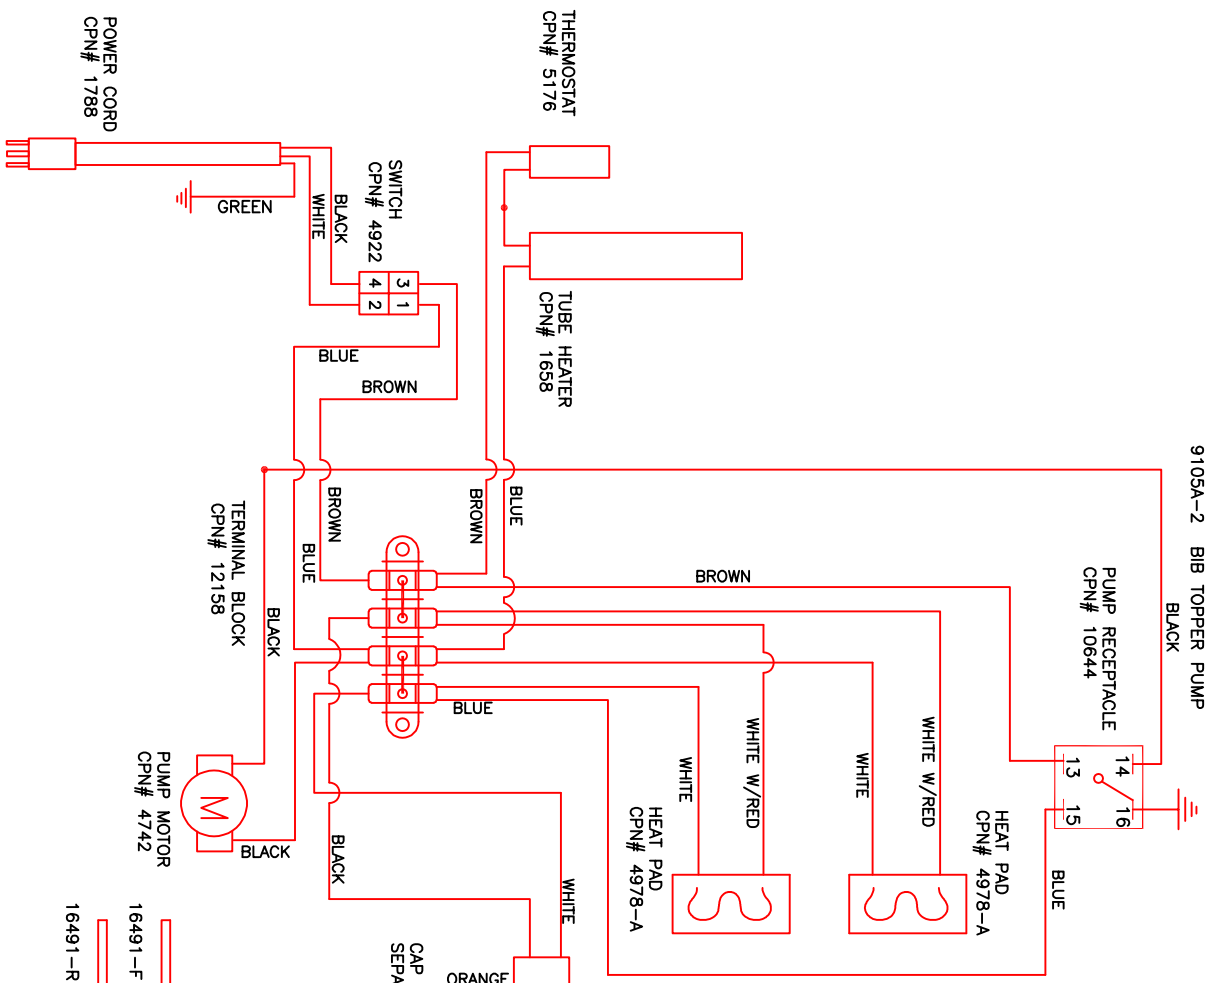 9105A-2 BB TOPPER PUMP
POWER CORD
CPN# 1788
THERMOSTAT
CPN# 5176
SWITCH
CPN# 4922
BLACK
WHITE
GREEN
3
1
4
2
TUBE HEATER
CPN# 1658
BLUE
BROWN
BROWN
BLUE
BROWN
BLUE
TERMINAL BLOCK
CPN# 12158
BLACK
BROWN
BLACK
PUMP RECEPTACLE
CPN# 10644
14
16
13
15
BLUE
WHITE W/RED
WHITE
WHITE W/RED
WHITE
BLUE
HEAT PAD
CPN# 4978-A
HEAT PAD
CPN# 4978-A
PUMP MOTOR
CPN# 4742
M
BLACK
BLACK
WHITE
CAP
SEPA
ORANGE
16491-F
16491-R